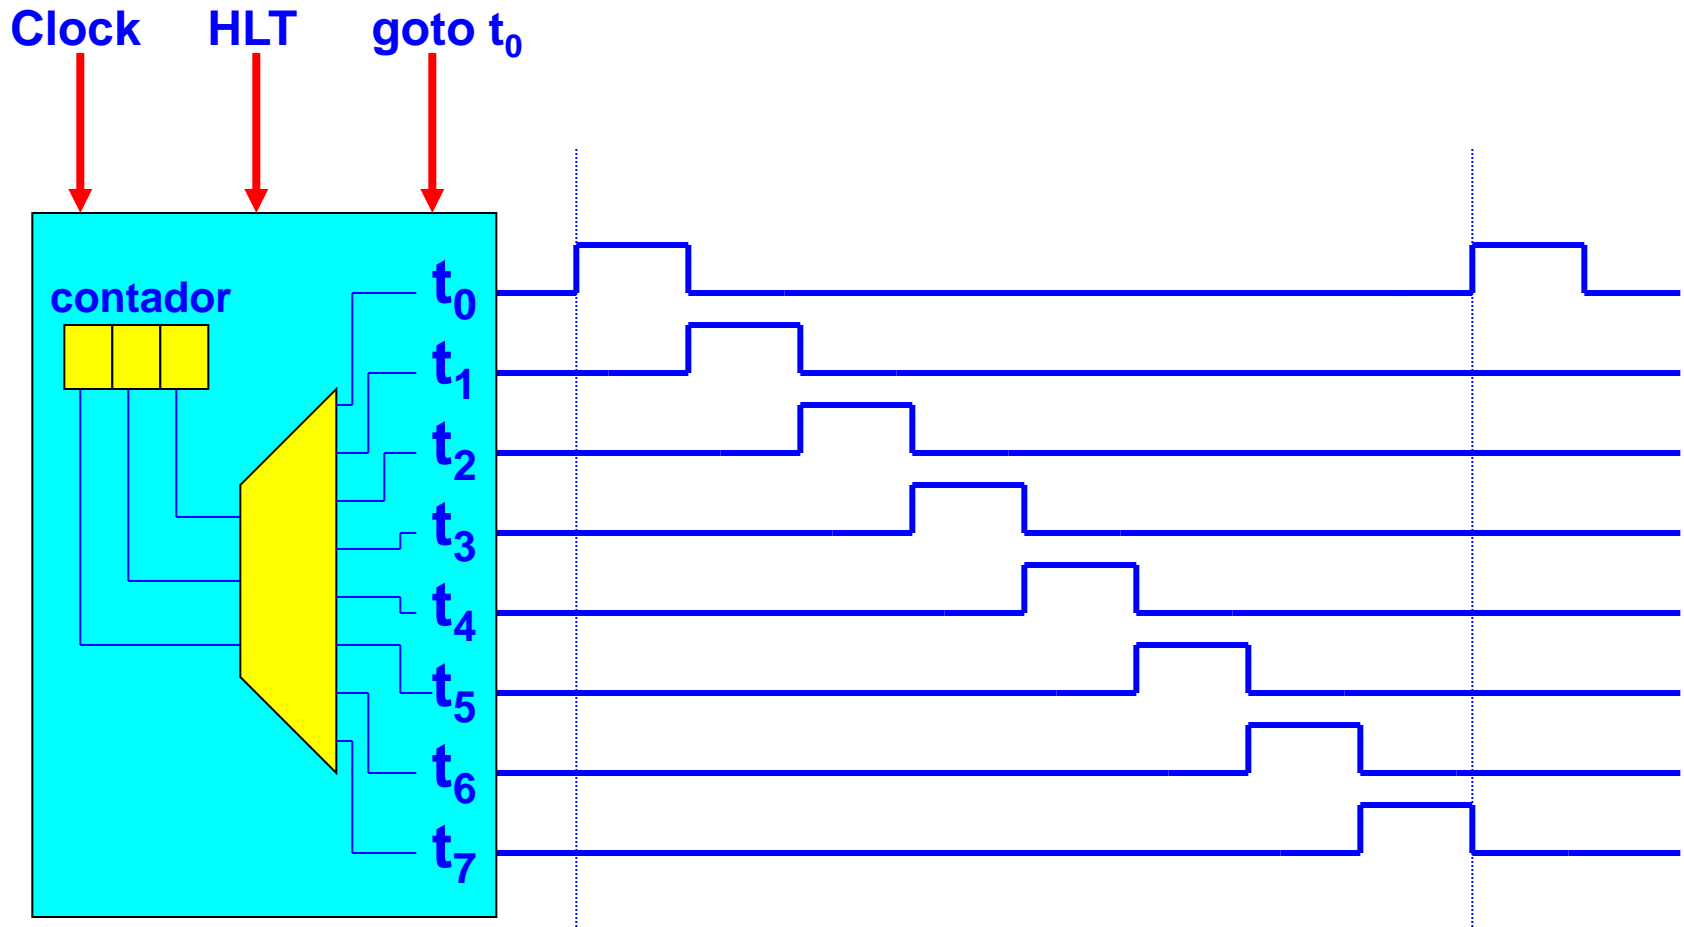 Clock HLT goto t₀
contador
t₀
t₁
t₂
t₃
t₄
t₅
t₆
t₇